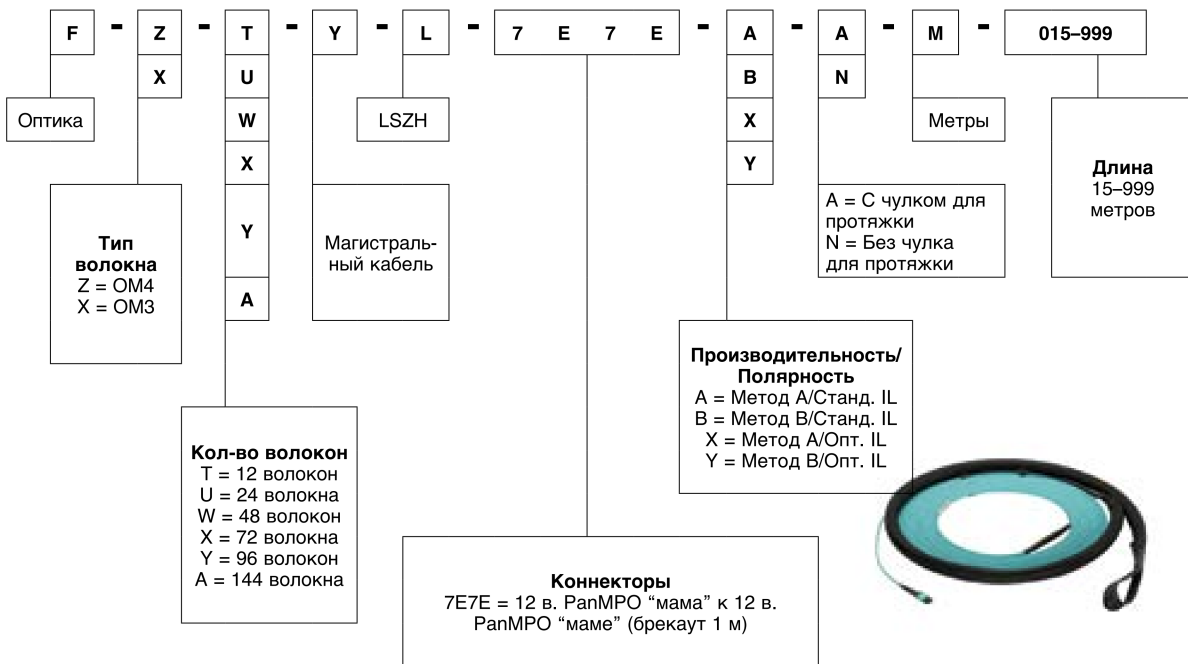 F - Z - T - Y - L - 7 E 7 E - A - A - M - 015–999
X U B N
Оптика W LSZH X Метры
X Y
Тип
волокна
Z = OM4
X = OM3
Y
A
Магистраль-
ный кабель
A = С чулком для
протяжки
N = Без чулка
для протяжки
Длина
15–999
метров
Производительность/
Полярность
A = Метод A/Станд. IL
B = Метод B/Станд. IL
X = Метод A/Опт. IL
Y = Метод B/Опт. IL
Кол-во волокон
T = 12 волокон
U = 24 волокна
W = 48 волокон
X = 72 волокна
Y = 96 волокон
A = 144 волокна
Коннекторы
7E7E = 12 в. PanMPO “мама” к 12 в.
PanMPO “маме” (брекаут 1 м)